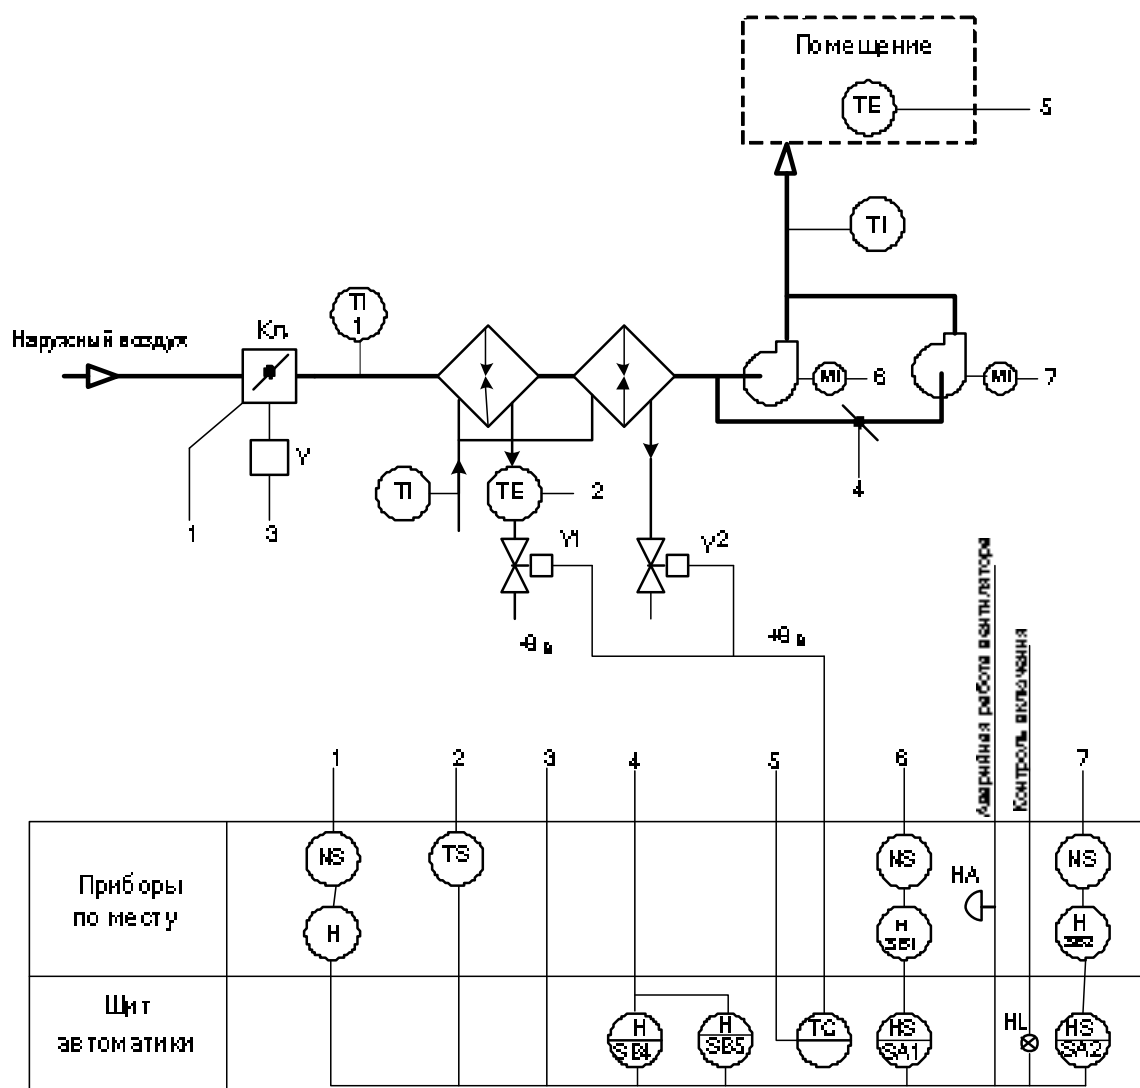 Помещение
TE
5
TI
TI
1
Кл.
Наружный воздух
MI
6
MI
7
4
Y
1
3
TI
TE
2
Y1
Y2
Аварийная работа вентилятора
Контроль включения
1
2
3
4
5
6
7
Приборы
по месту
NS
TS
NS
NS
HA
H
H
SB1
H
SB2
Щит
автоматики
H
SB4
H
SB5
TC
HS
SA1
HL
HS
SA2